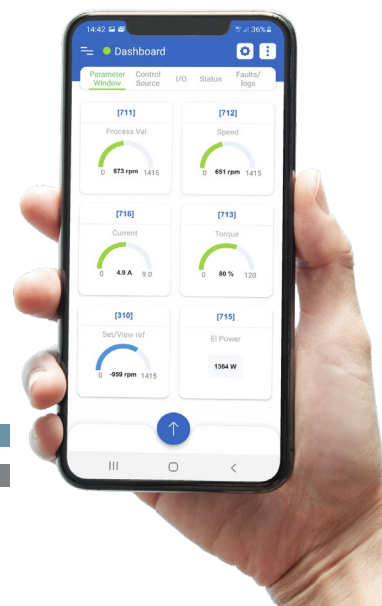 14:42 36%
Dashboard
Parameter Window
Control Source
I/O
Status
Faults/ logs
[711]
[712]
Process Val
Speed
0 873 rpm 1415
0 651 rpm 1415
[716]
[713]
Current
Torque
0 4.9 A 9.0
0 80 % 120
[310]
[715]
Set/View ref
El Power
0 -959 rpm 1415
1364 W